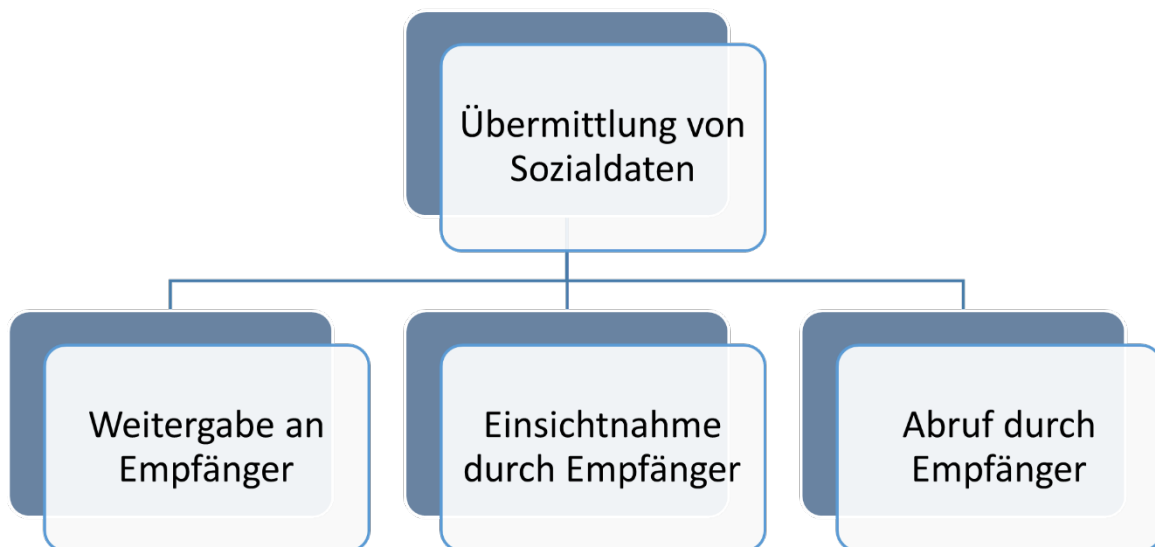 Übermittlung von
Sozialdaten
Weitergabe an
Empfänger
Einsichtnahme
durch Empfänger
Abruf durch
Empfänger